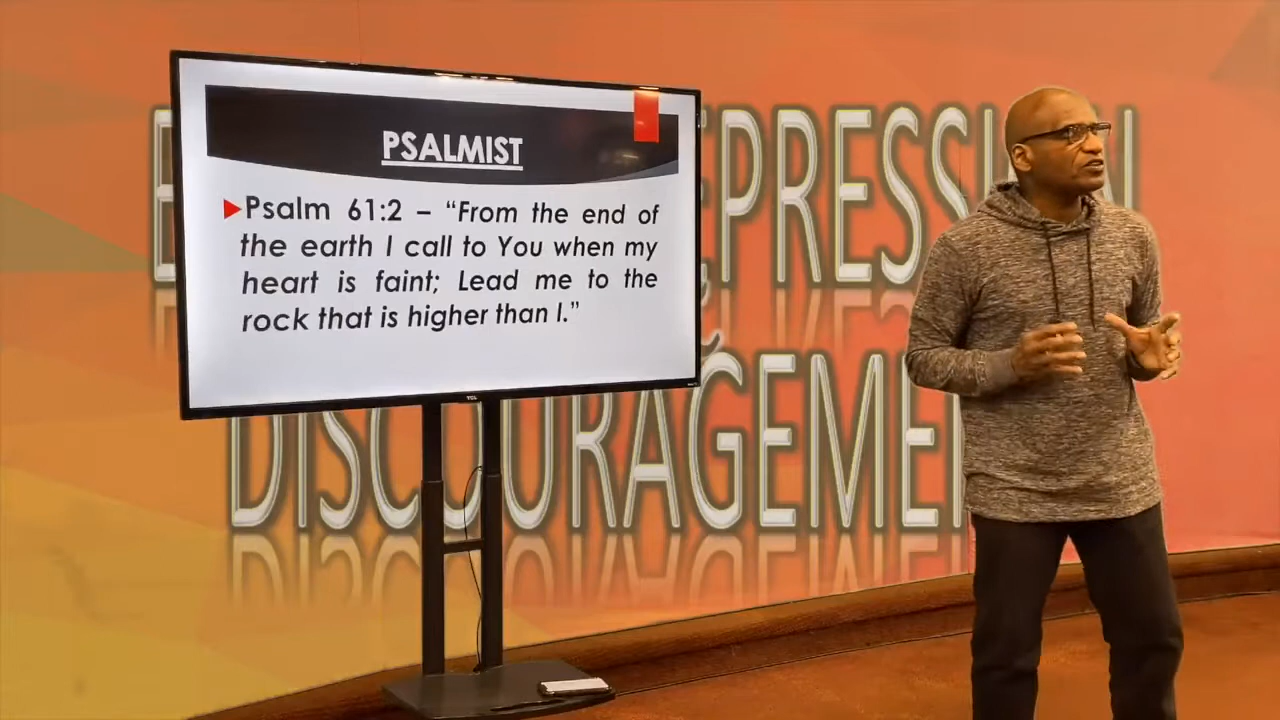 PSALMIST
Psalm 61:2 – “From the end of
the earth I call to You when my
heart is faint; Lead me to the
rock that is higher than I.”
TCL